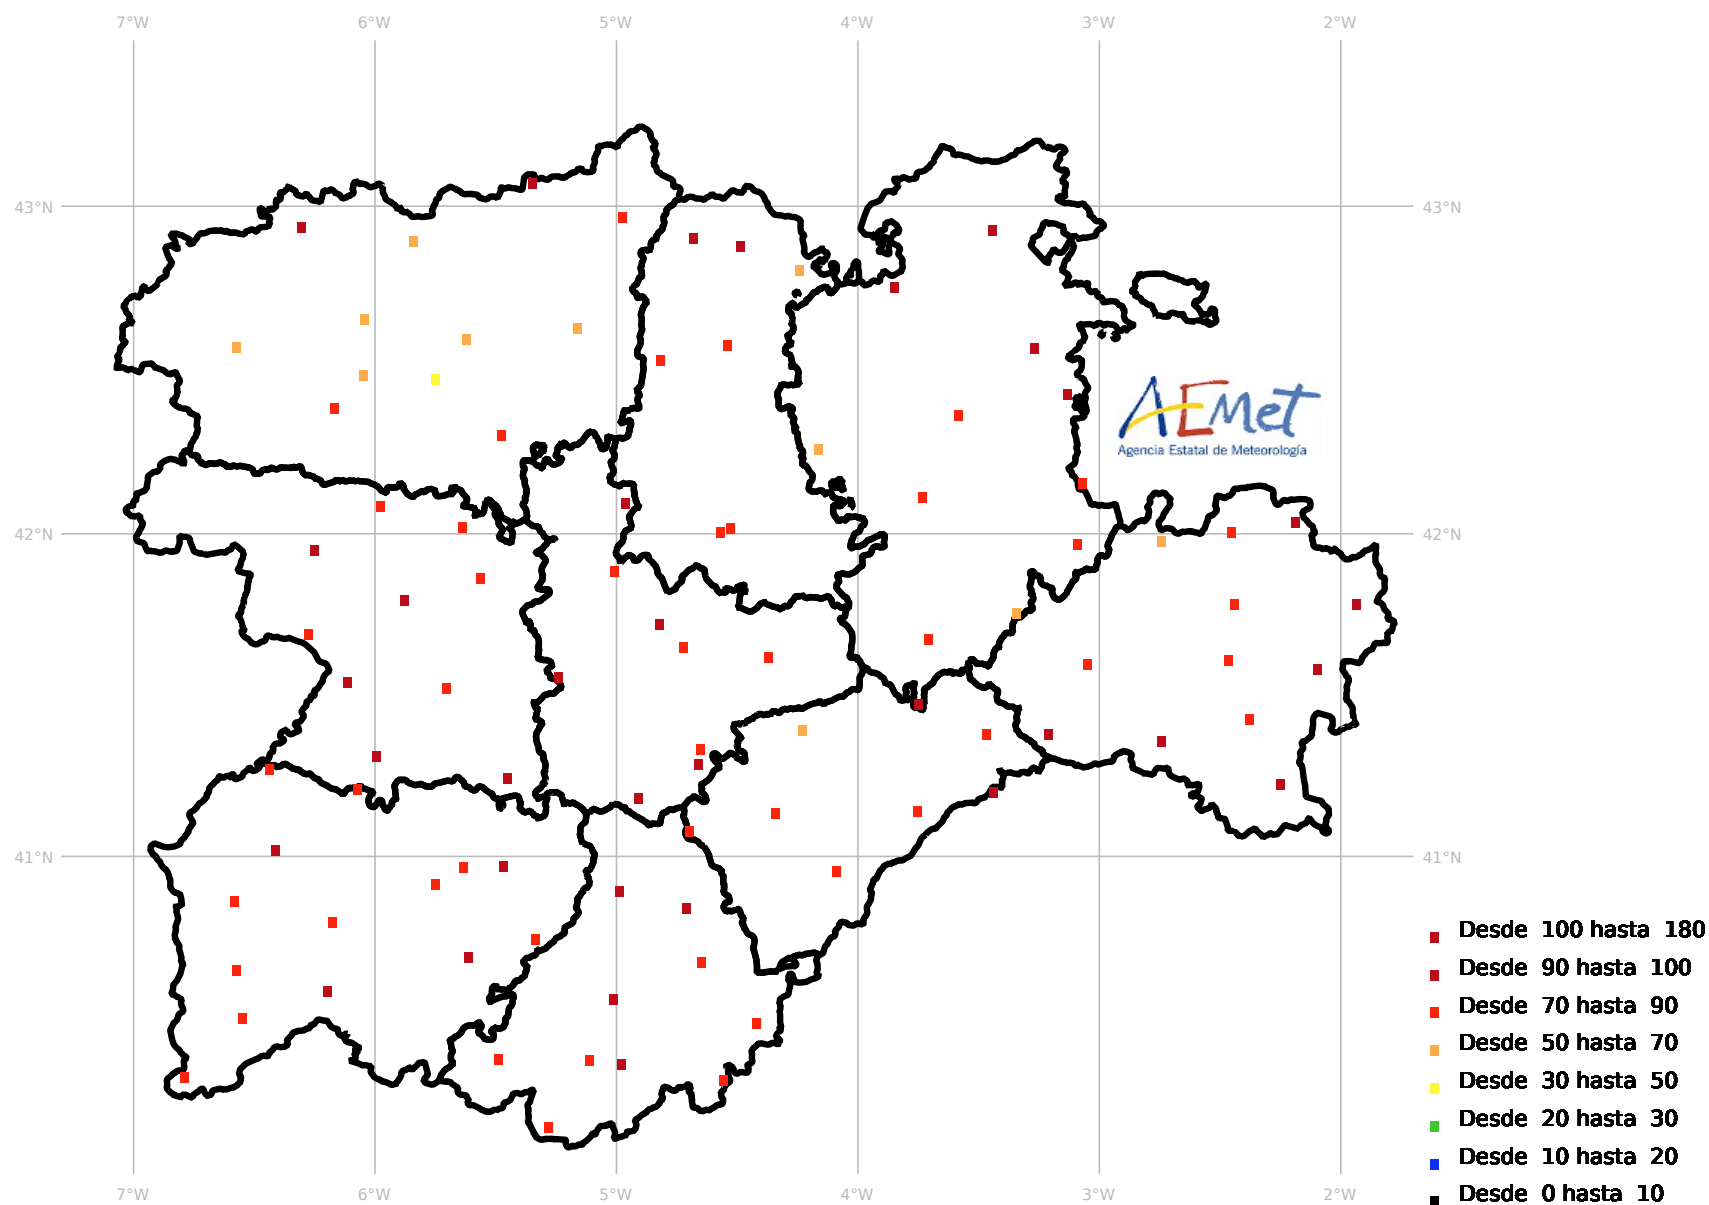 7°W 6°W 5°W 4°W 3°W 2°W
43°N 43°N
AEMet
Agencia Estatal de Meteorología
42°N 42°N
41°N 41°N
Desde 100 hasta 180
Desde 90 hasta 100
Desde 70 hasta 90
Desde 50 hasta 70
Desde 30 hasta 50
Desde 20 hasta 30
Desde 10 hasta 20
Desde 0 hasta 10
7°W 6°W 5°W 4°W 3°W 2°W